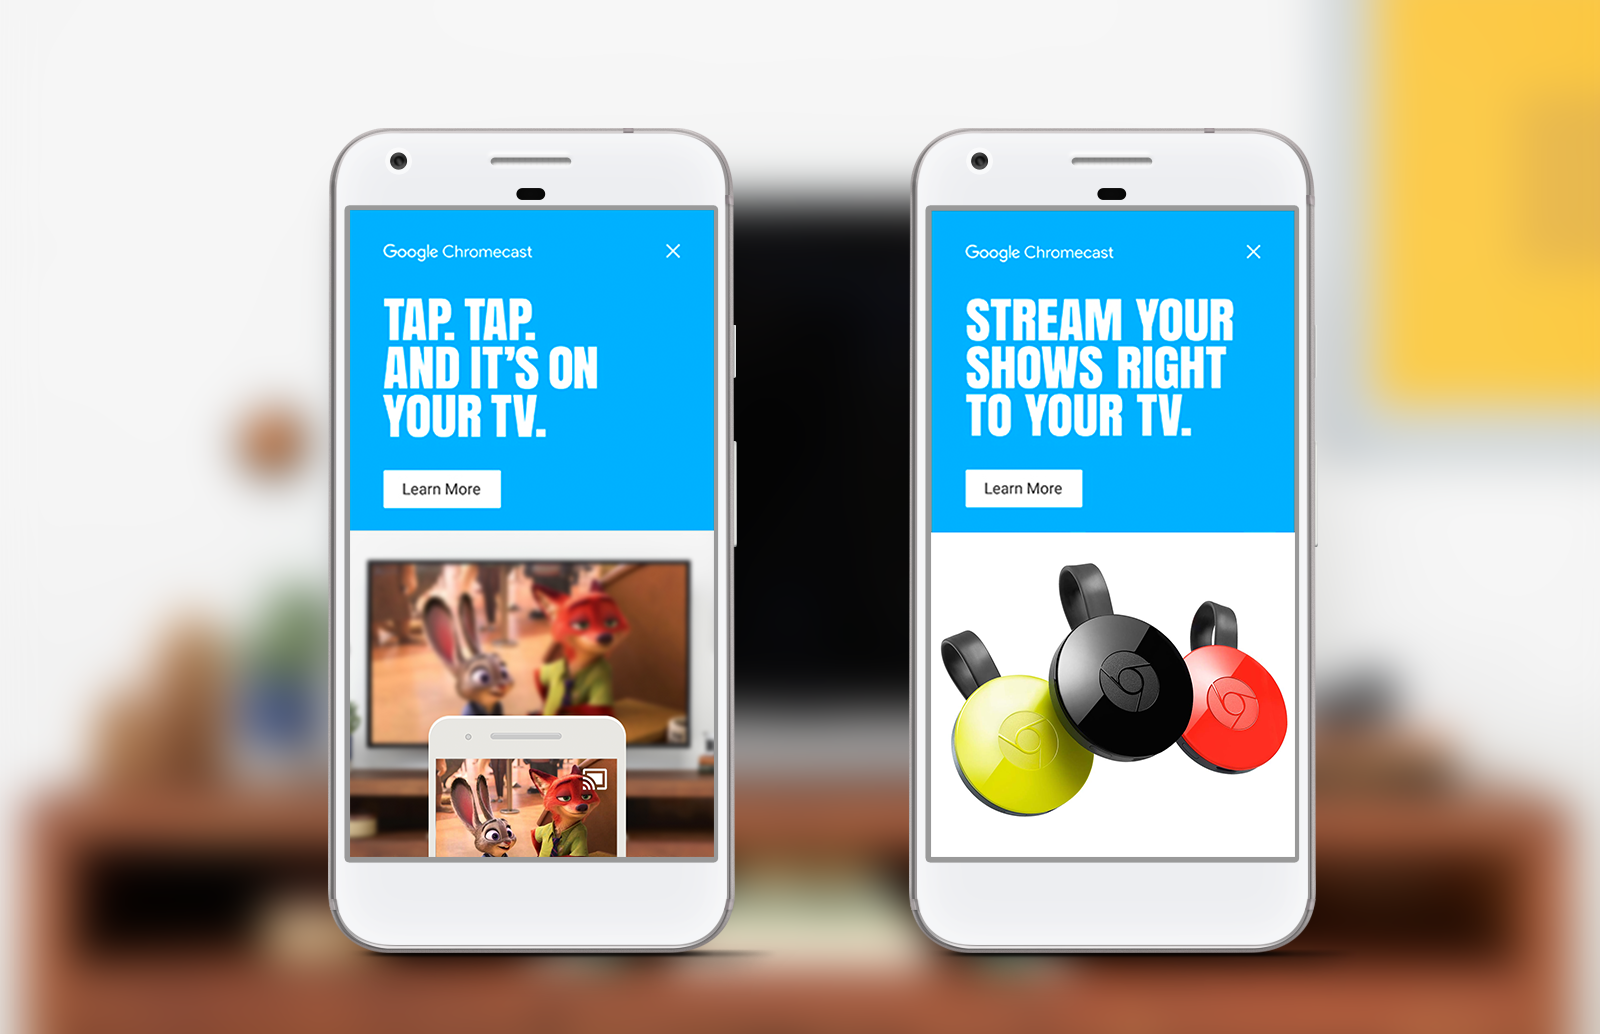 Google Chromecast
TAP. TAP.
AND IT’S ON
YOUR TV.
Learn More
Google Chromecast
STREAM YOUR
SHOWS RIGHT
TO YOUR TV.
Learn More